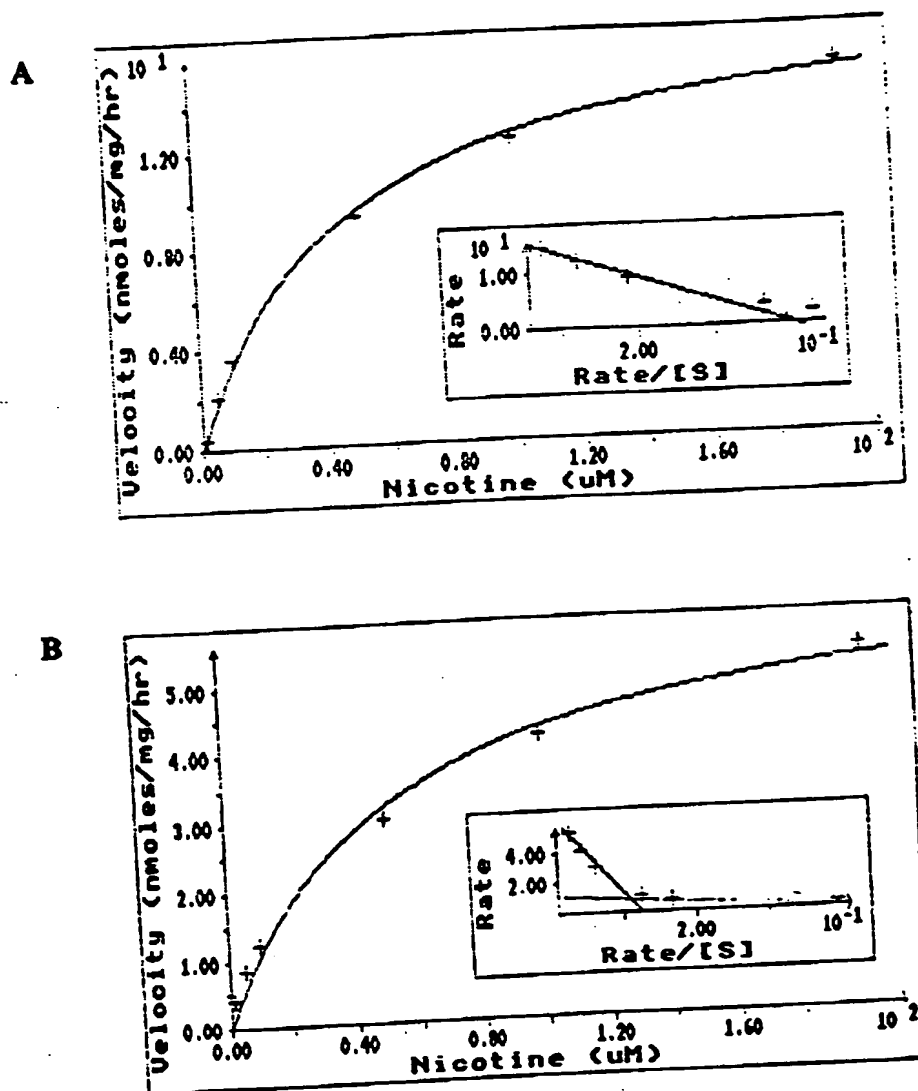 A
Velocity (nmoles/mg/hr)
10 1
1.20
0.80
0.40
0.00
0.00 0.40 0.80 1.20 1.60 10 2
Nicotine (uM)
Rate
10 1
1.00
0.00
2.00 10-1
Rate/[S]
B
Velocity (nmoles/mg/hr)
5.00
4.00
3.00
2.00
1.00
0.00
0.00 0.40 0.80 1.20 1.60 10 2
Nicotine (uM)
Rate
4.00
2.00
2.00 10-1
Rate/[S]